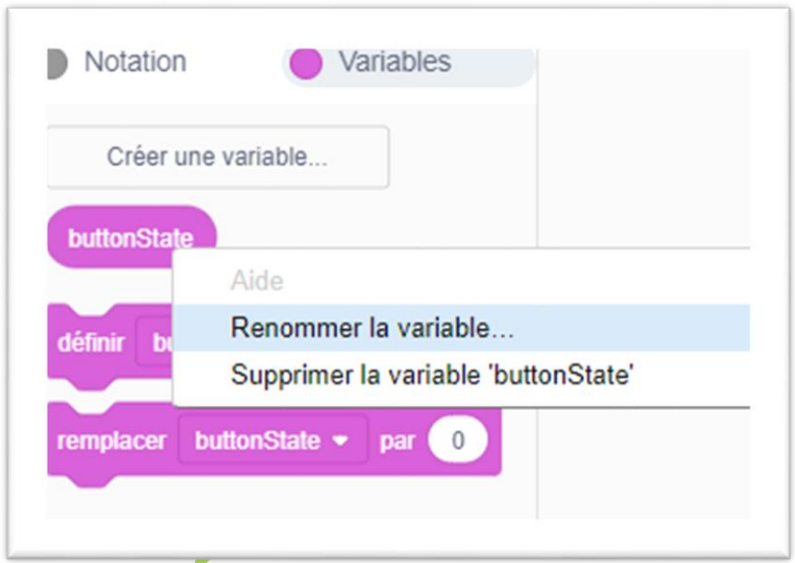 Notation
Variables
Créer une variable...
buttonState
Aide
Renommer la variable...
définir
Supprimer la variable 'buttonState'
remplacer buttonState par 0